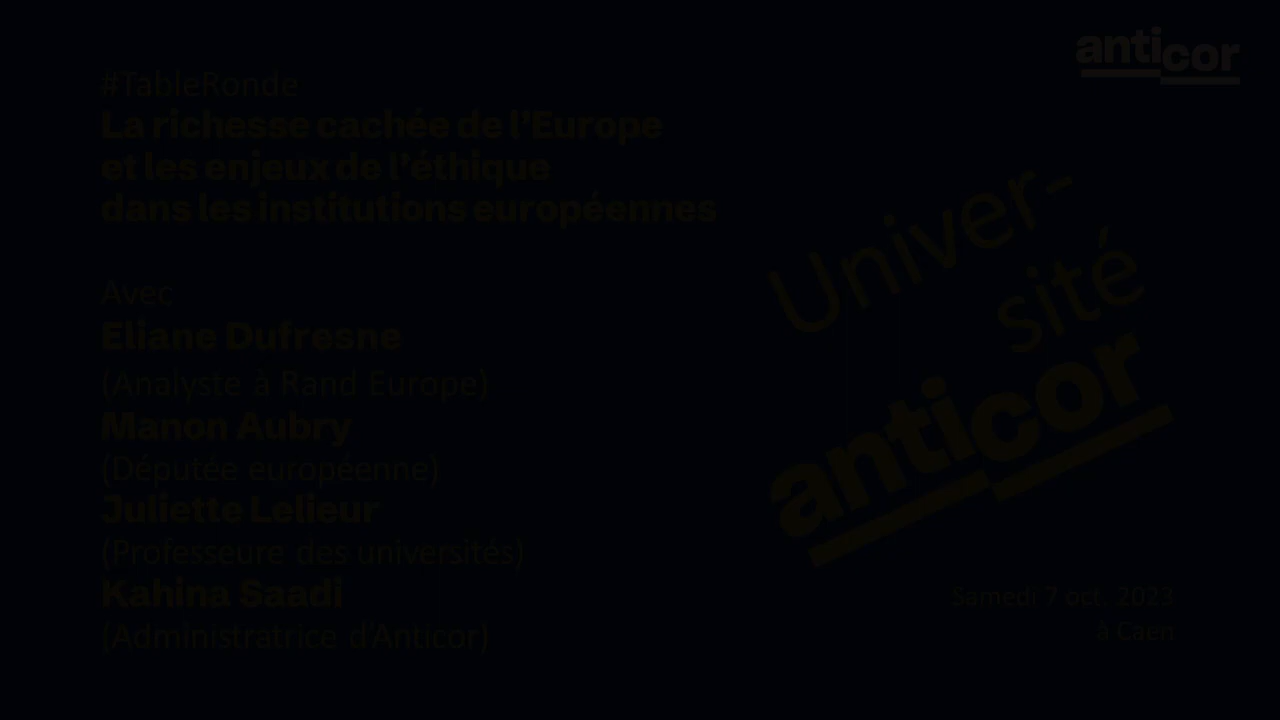 anticor
#TableRonde
La richesse cachée de l'Europe
et les enjeux de l'éthique
dans les institutions européennes
Avec
Eliane Dufresne
(Analyste à Rand Europe)
Manon Aubry
(Députée européenne)
Juliette Lelieur
(Professeure des universités)
Kahina Saadi
(Administratrice d'Anticor)
Univer-
sité
anticor
Samedi 7 oct. 2023
à Caen